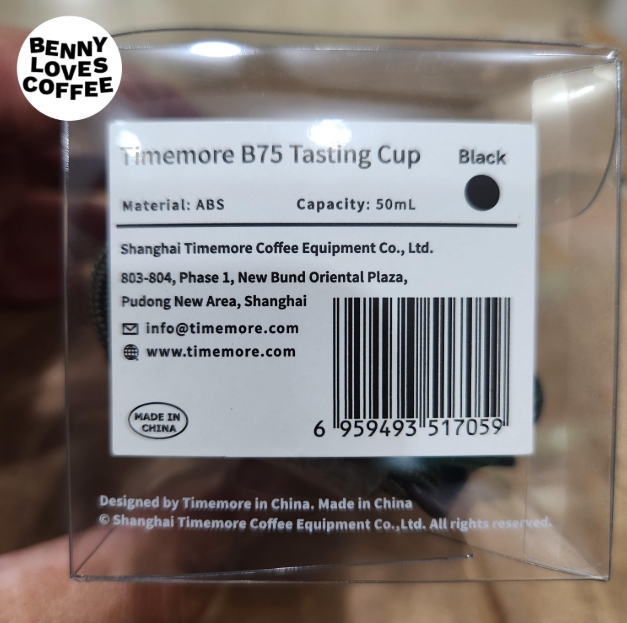 BENNY
LOVES
COFFEE
Timemore B75 Tasting Cup
Black
Material: ABS
Capacity: 50mL
Shanghai Timemore Coffee Equipment Co., Ltd.
803-804, Phase 1, New Bund Oriental Plaza,
Pudong New Area, Shanghai
info@timemore.com
www.timemore.com
MADE IN
CHINA
6 959493 517059
Designed by Timemore in China. Made in China
© Shanghai Timemore Coffee Equipment Co.,Ltd. All rights reserved.